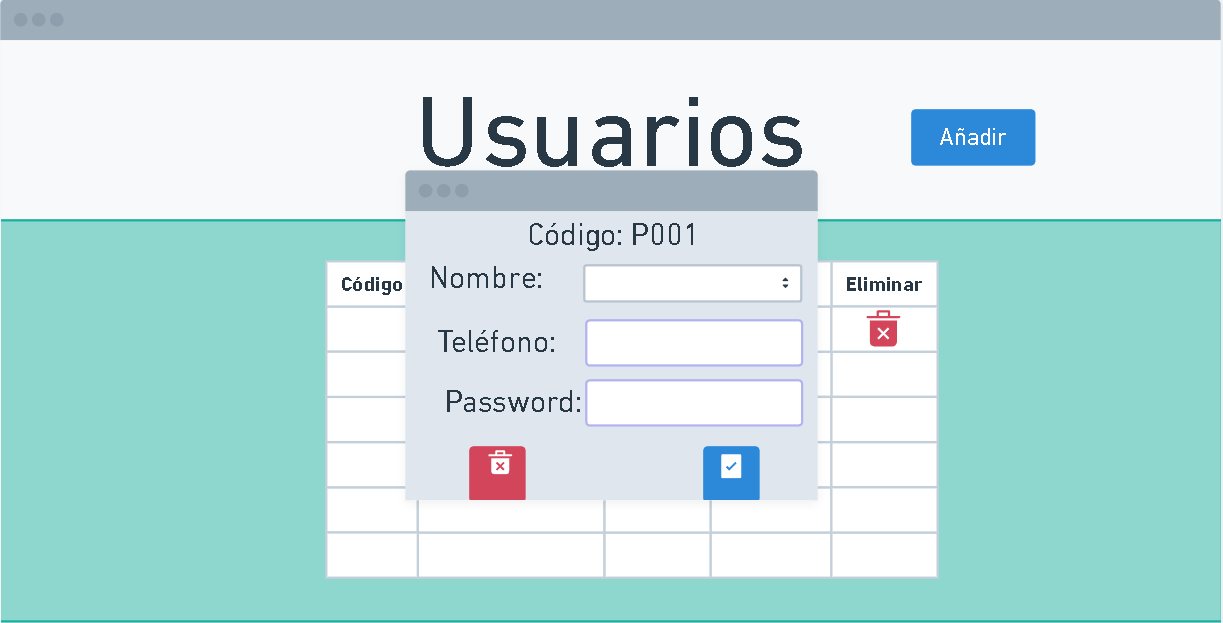 Usuarios
Añadir
Código: P001
Nombre:
Teléfono:
Password:
Código
Eliminar